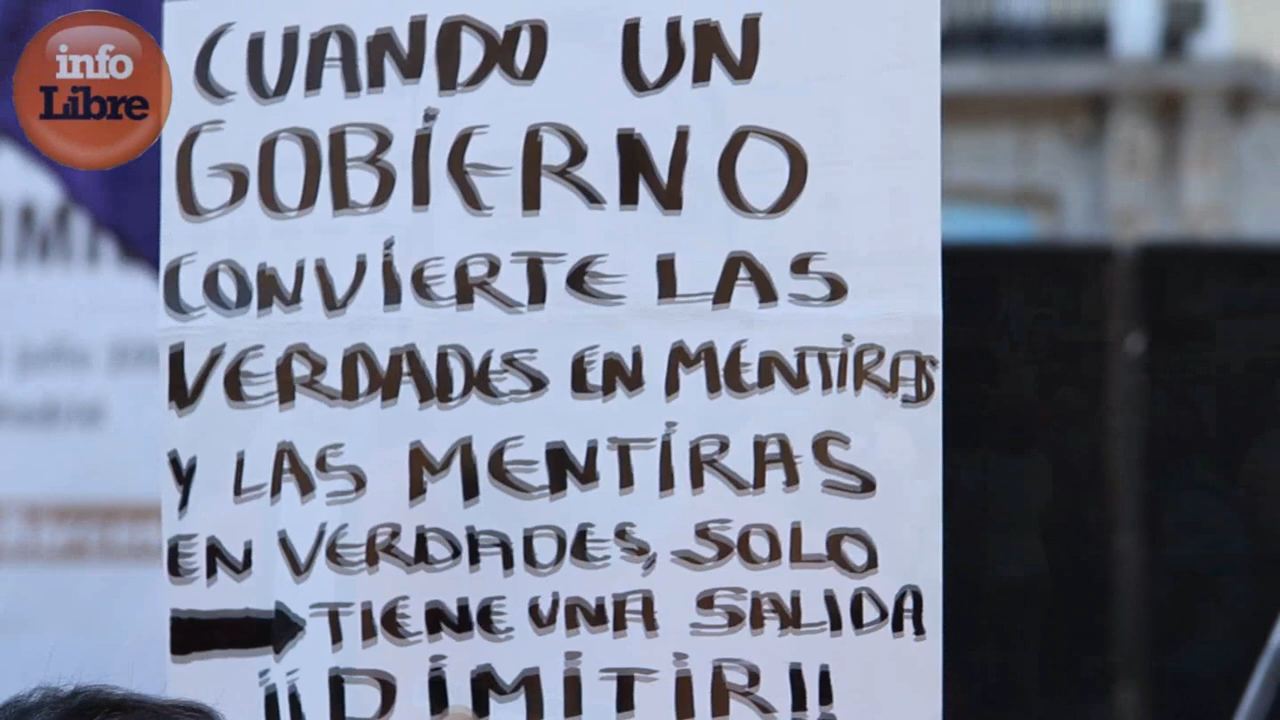 info
Libre
CUANDO UN
GOBIERNO
CONVIERTE LAS
VERDADES EN MENTIRAS
Y LAS MENTIRAS
EN VERDADES, SOLO
TIENE UNA SALIDA
¡¡DIMITIR!!